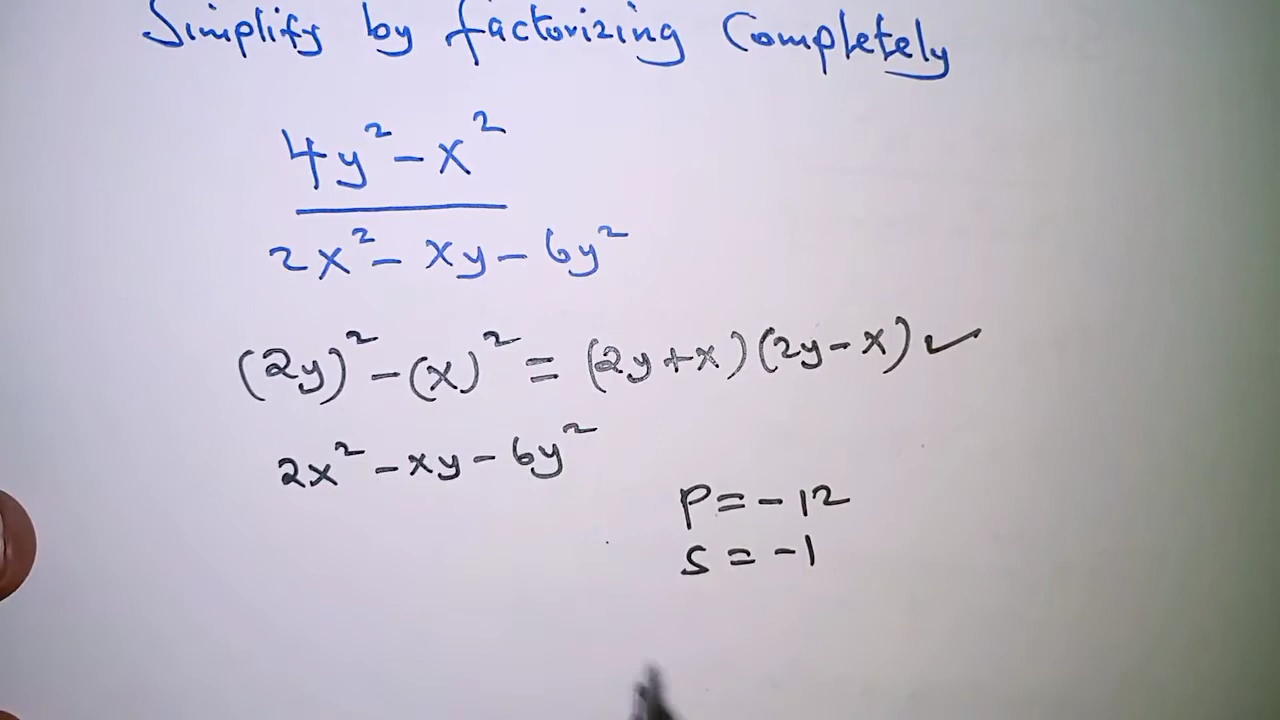 Simplify by factorizing Completely
4y² - x²
2x² - xy - 6y²
(2y)² - (x)² = (2y+x)(2y-x) ✓
2x² - xy - 6y²
P = -12
S = -1